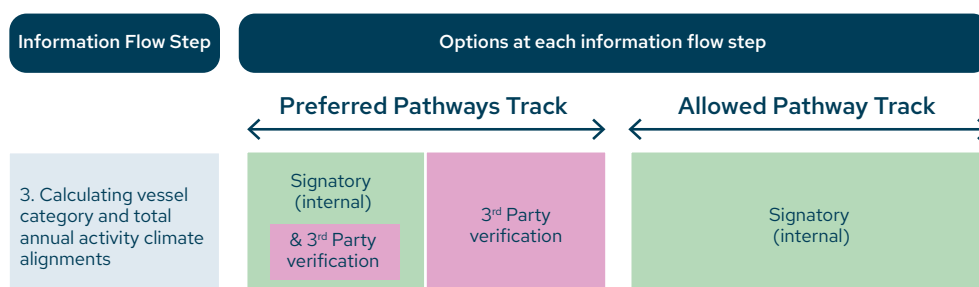 Information Flow Step
Options at each information flow step
Preferred Pathways Track
Allowed Pathway Track
3. Calculating vessel
category and total
annual activity climate
alignments
Signatory
(internal)
& 3rd Party
verification
3rd Party
verification
Signatory
(internal)